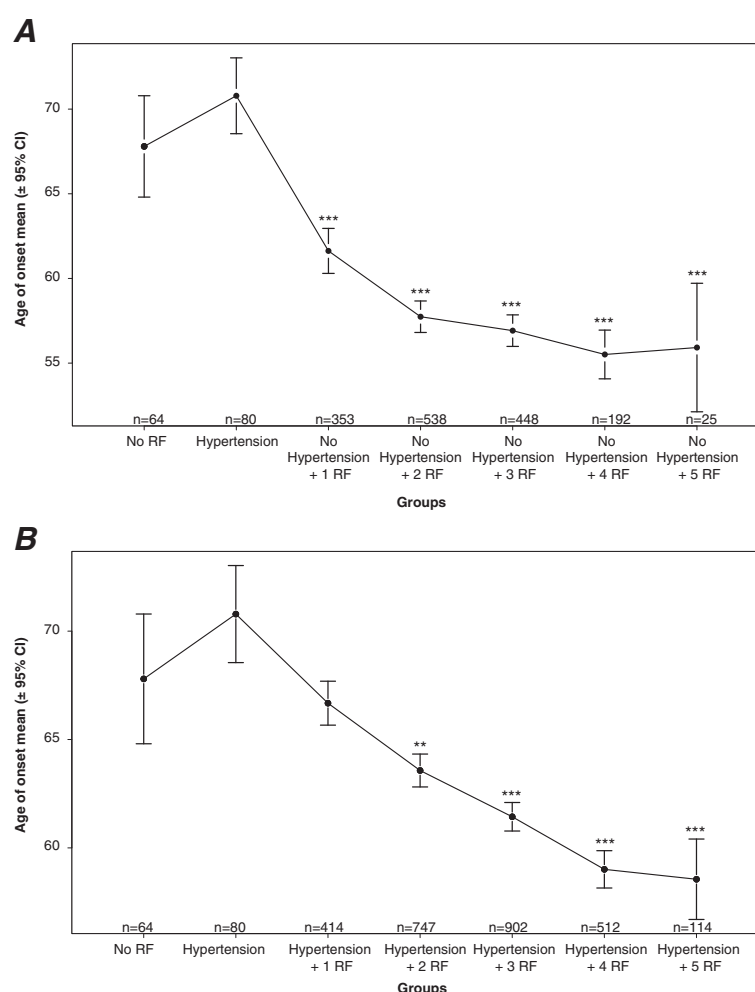 A
Age of onset mean (± 95% CI)
70
65
60
55
***
***
***
***
***
n=64 n=80 n=353 n=538 n=448 n=192 n=25
No RF Hypertension No No No No No
Hypertension Hypertension Hypertension Hypertension Hypertension
+ 1 RF + 2 RF + 3 RF + 4 RF + 5 RF
Groups
B
Age of onset mean (± 95% CI)
70
65
60
**
***
***
***
n=64 n=80 n=414 n=747 n=902 n=512 n=114
No RF Hypertension Hypertension Hypertension Hypertension Hypertension Hypertension
+ 1 RF + 2 RF + 3 RF + 4 RF + 5 RF
Groups